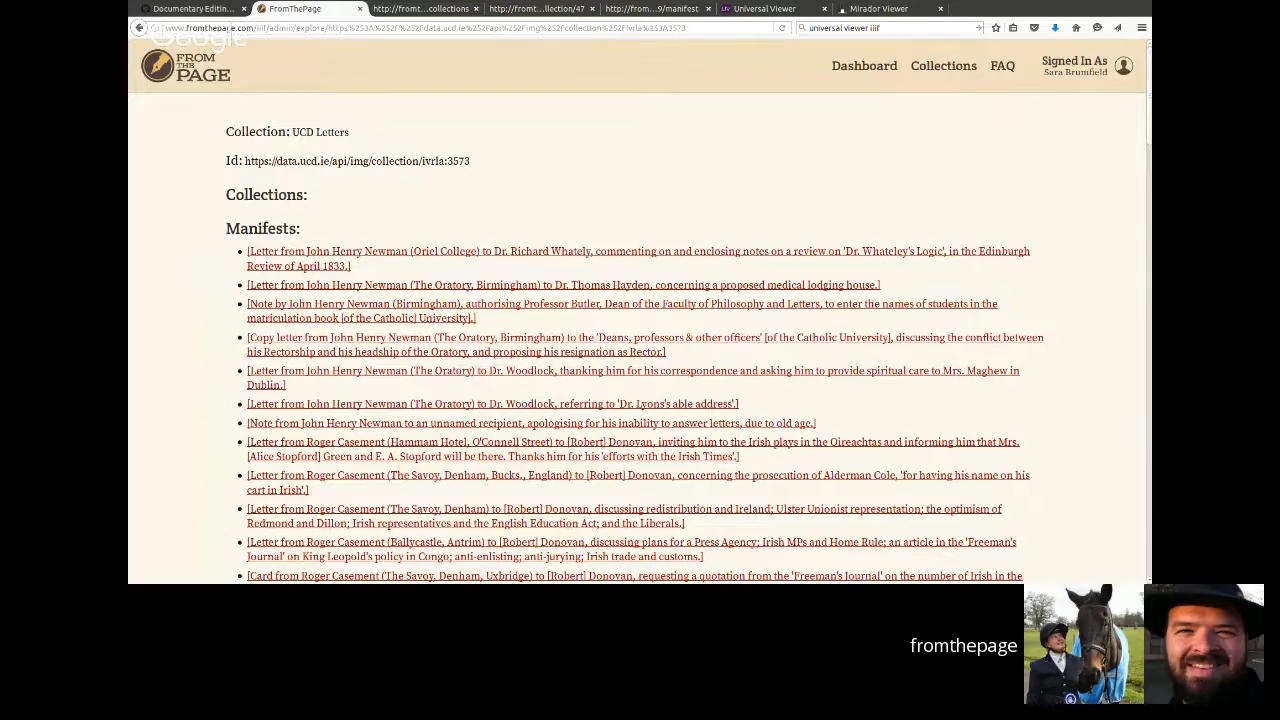 Documentary Editin...
FromThePage
http://fromt...collections
http://fromt...llection/47
http://from...9/manifest
Universal Viewer
Mirador Viewer
www.fromthepage.com/iiif/admin/explore/https%253A%252F%252Fdata.ucd.ie%252Fapi%252Fimg%252Fcollection%252Fivrla%253A3573
universal viewer iiif
Google
FROM
THE
PAGE
Dashboard
Collections
FAQ
Signed In As
Sara Brumfield
Collection: UCD Letters
Id: https://data.ucd.ie/api/img/collection/ivrla:3573
Collections:
Manifests:
[Letter from John Henry Newman (Oriel College) to Dr. Richard Whately, commenting on and enclosing notes on a review on 'Dr. Whateley's Logic', in the Edinburgh
Review of April 1833.]
[Letter from John Henry Newman (The Oratory, Birmingham) to Dr. Thomas Hayden, concerning a proposed medical lodging house.]
[Note by John Henry Newman (Birmingham), authorising Professor Butler, Dean of the Faculty of Philosophy and Letters, to enter the names of students in the
matriculation book [of the Catholic] University].]
[Copy letter from John Henry Newman (The Oratory, Birmingham) to the 'Deans, professors & other officers' [of the Catholic University], discussing the conflict between
his Rectorship and his headship of the Oratory, and proposing his resignation as Rector.]
[Letter from John Henry Newman (The Oratory) to Dr. Woodlock, thanking him for his correspondence and asking him to provide spiritual care to Mrs. Maghew in
Dublin.]
[Letter from John Henry Newman (The Oratory) to Dr. Woodlock, referring to 'Dr. Lyons's able address'.]
[Note from John Henry Newman to an unnamed recipient, apologising for his inability to answer letters, due to old age.]
[Letter from Roger Casement (Hammam Hotel, O'Connell Street) to [Robert] Donovan, inviting him to the Irish plays in the Oireachtas and informing him that Mrs.
[Alice Stopford] Green and E. A. Stopford will be there. Thanks him for his 'efforts with the Irish Times'.]
[Letter from Roger Casement (The Savoy, Denham, Bucks., England) to [Robert] Donovan, concerning the prosecution of Alderman Cole, 'for having his name on his
cart in Irish'.]
[Letter from Roger Casement (The Savoy, Denham) to [Robert] Donovan, discussing redistribution and Ireland; Ulster Unionist representation; the optimism of
Redmond and Dillon; Irish representatives and the English Education Act; and the Liberals.]
[Letter from Roger Casement (Ballycastle, Antrim) to [Robert] Donovan, discussing plans for a Press Agency; Irish MPs and Home Rule; an article in the 'Freeman's
Journal' on King Leopold's policy in Congo; anti-enlisting; anti-jurying; Irish trade and customs.]
[Card from Roger Casement (The Savoy, Denham, Uxbridge) to [Robert] Donovan, requesting a quotation from the 'Freeman's Journal' on the number of Irish in the
fromthepage